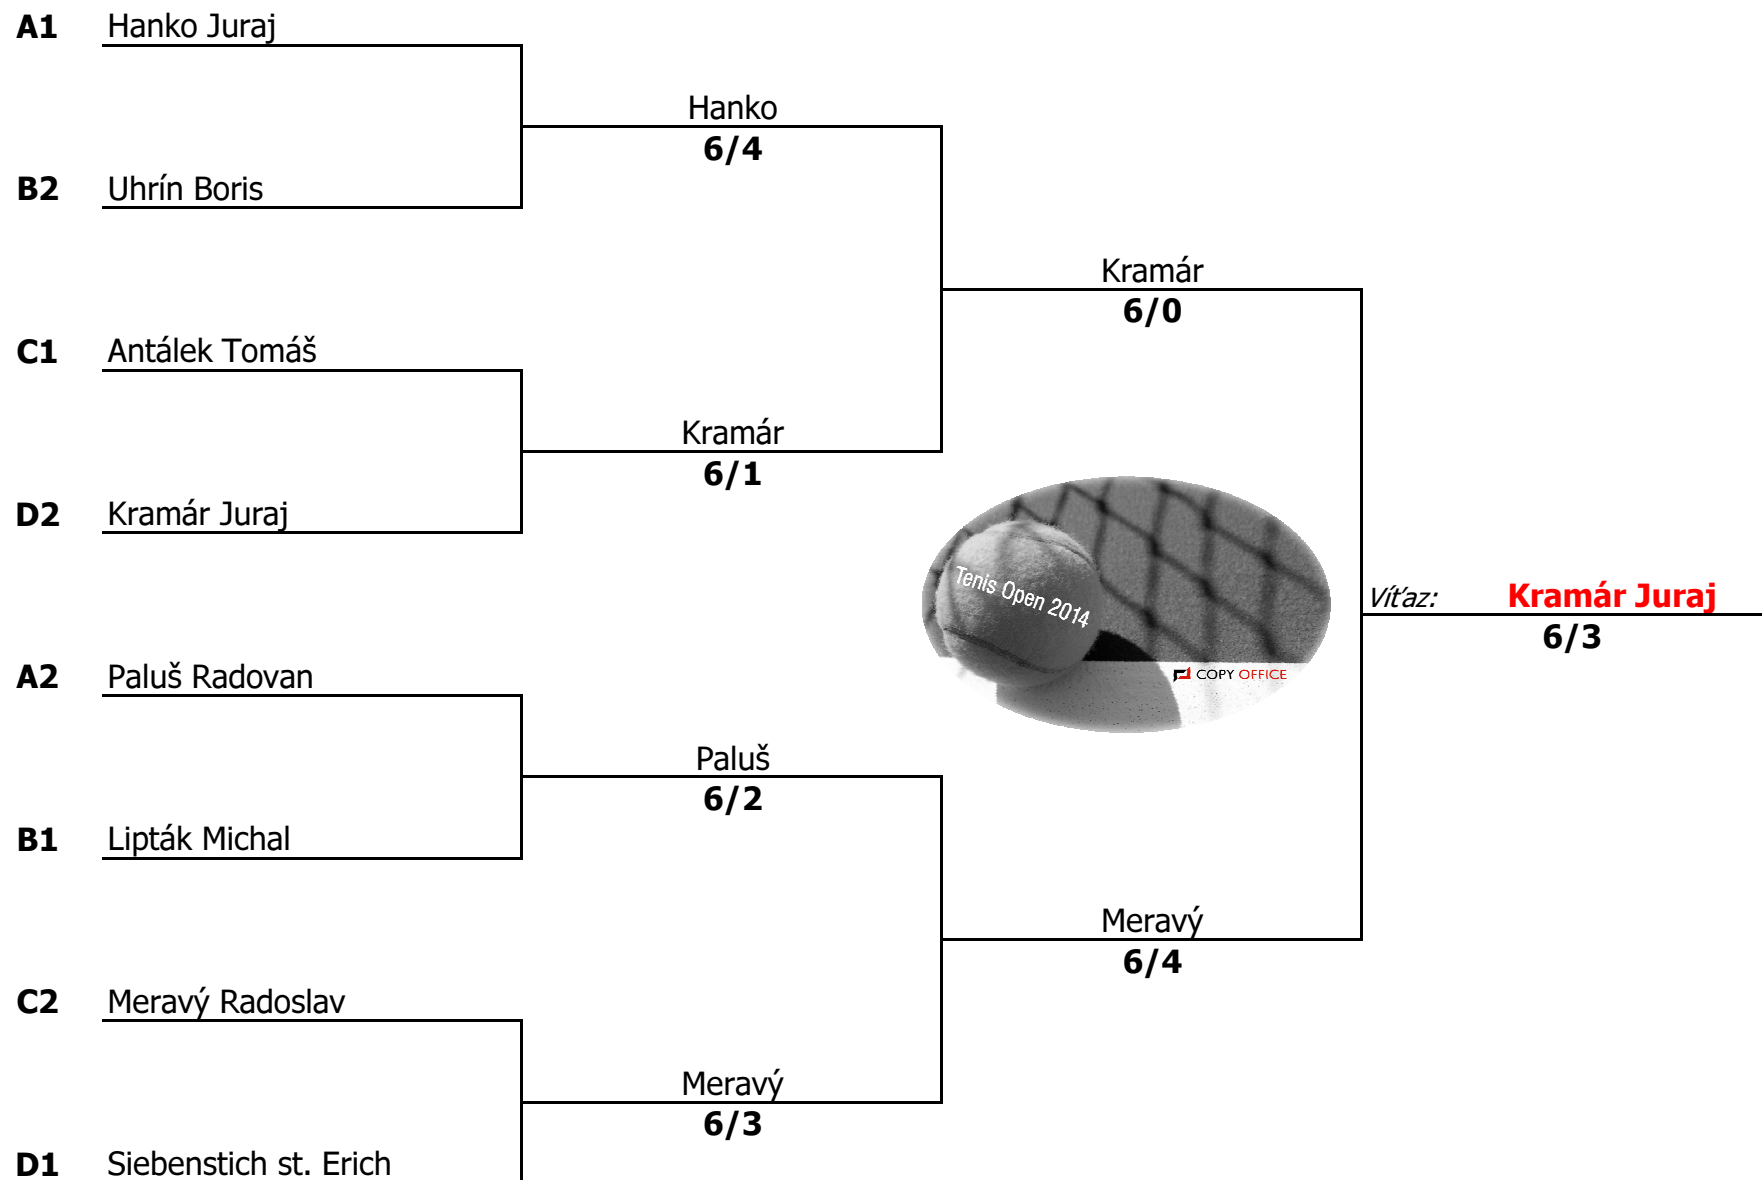 A1 Hanko Juraj
Hanko
6/4
B2 Uhrín Boris
Kramár
6/0
C1 Antálek Tomáš
Kramár
6/1
D2 Kramár Juraj
Tenis Open 2014
COPY OFFICE
Víťaz: Kramár Juraj
6/3
A2 Paluš Radovan
Paluš
6/2
B1 Lipták Michal
Meravý
6/4
C2 Meravý Radoslav
Meravý
6/3
D1 Siebenstich st. Erich